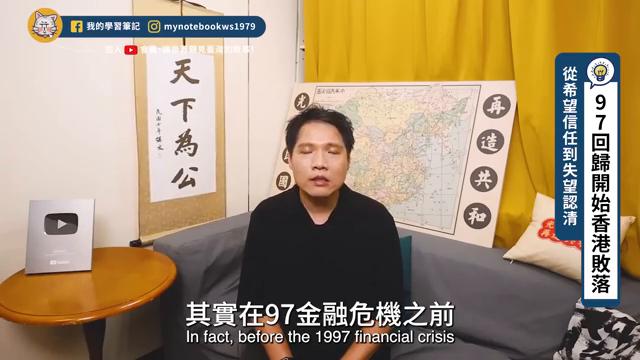 我的學習筆記
mynotebookws1979
天下為公
再造共和
光
國
97回歸開始香港敗落
從希望信任到失望認清
其實在97金融危機之前
In fact, before the 1997 financial crisis